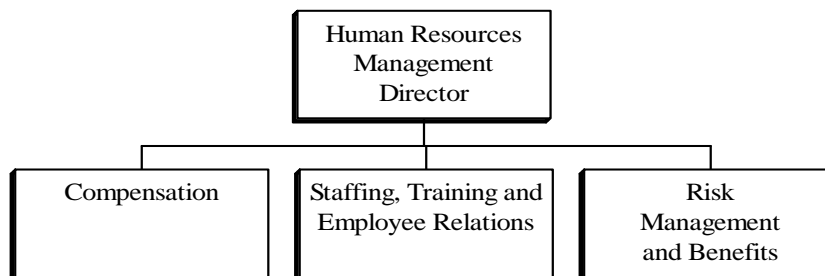 Human Resources
Management
Director
Compensation
Staffing, Training and
Employee Relations
Risk
Management
and Benefits